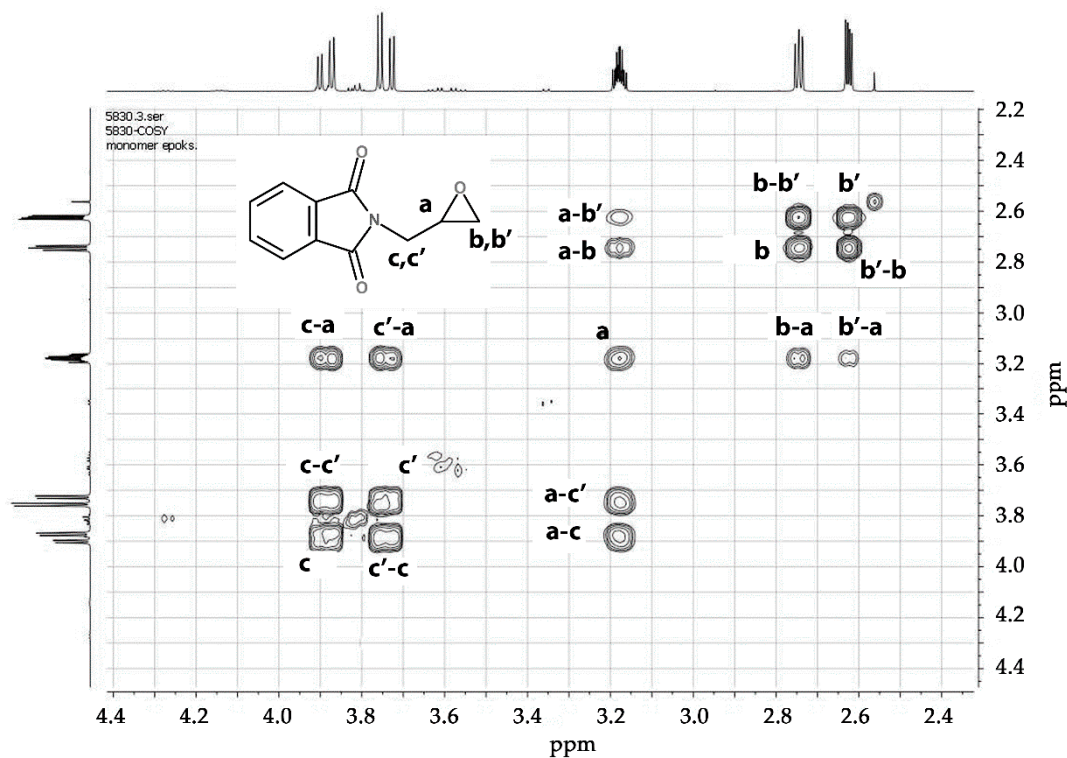 5830.3.ser
5830-COSY
monomer epoks.
O
O
N
O
a
b,b′
c,c′
a-b′
a-b
b-b′
b′
b
b′-b
c-a
c′-a
a
b-a
b′-a
c-c′
c′
a-c′
a-c
c
c′-c
2.2
2.4
2.6
2.8
3.0
3.2
3.4
3.6
3.8
4.0
4.2
4.4
ppm
4.4 4.2 4.0 3.8 3.6 3.4 3.2 3.0 2.8 2.6 2.4
ppm